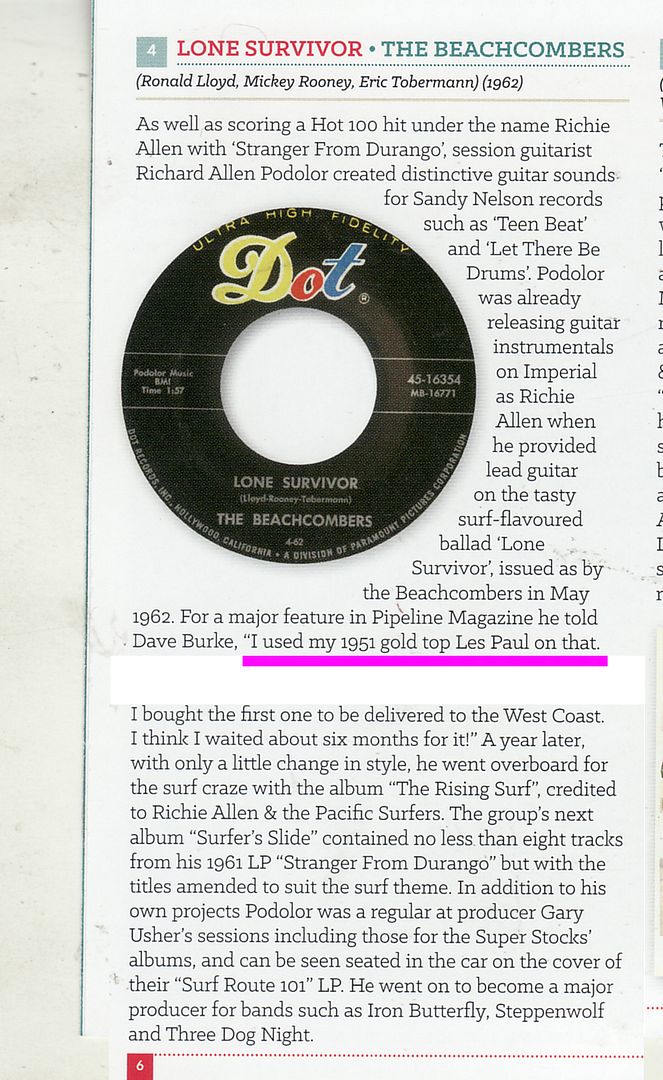 4 LONE SURVIVOR • THE BEACHCOMBERS
(Ronald Lloyd, Mickey Rooney, Eric Tobermann) (1962)
As well as scoring a Hot 100 hit under the name Richie
Allen with ‘Stranger From Durango’, session guitarist
Richard Allen Podolor created distinctive guitar sounds
for Sandy Nelson records
such as ‘Teen Beat’
and ‘Let There Be
Drums’. Podolor
was already
releasing guitar
instrumentals
on Imperial
as Richie
Allen when
he provided
lead guitar
on the tasty
surf-flavoured
ballad ‘Lone
Survivor’, issued as by
the Beachcombers in May
1962. For a major feature in Pipeline Magazine he told
Dave Burke, “I used my 1951 gold top Les Paul on that.
I bought the first one to be delivered to the West Coast.
I think I waited about six months for it!” A year later,
with only a little change in style, he went overboard for
the surf craze with the album “The Rising Surf”, credited
to Richie Allen & the Pacific Surfers. The group’s next
album “Surfer’s Slide” contained no less than eight tracks
from his 1961 LP “Stranger From Durango” but with the
titles amended to suit the surf theme. In addition to his
own projects Podolor was a regular at producer Gary
Usher’s sessions including those for the Super Stocks’
albums, and can be seen seated in the car on the cover of
their “Surf Route 101” LP. He went on to become a major
producer for bands such as Iron Butterfly, Steppenwolf
and Three Dog Night.
6
ULTRA HIGH FIDELITY
Dot
®
Podolor Music
BMI
Time 1:57
45-16354
MB-16771
LONE SURVIVOR
(Lloyd-Rooney-Tobermann)
THE BEACHCOMBERS
4-62
DOT RECORDS, INC., HOLLYWOOD, CALIFORNIA • A DIVISION OF PARAMOUNT PICTURES CORPORATION